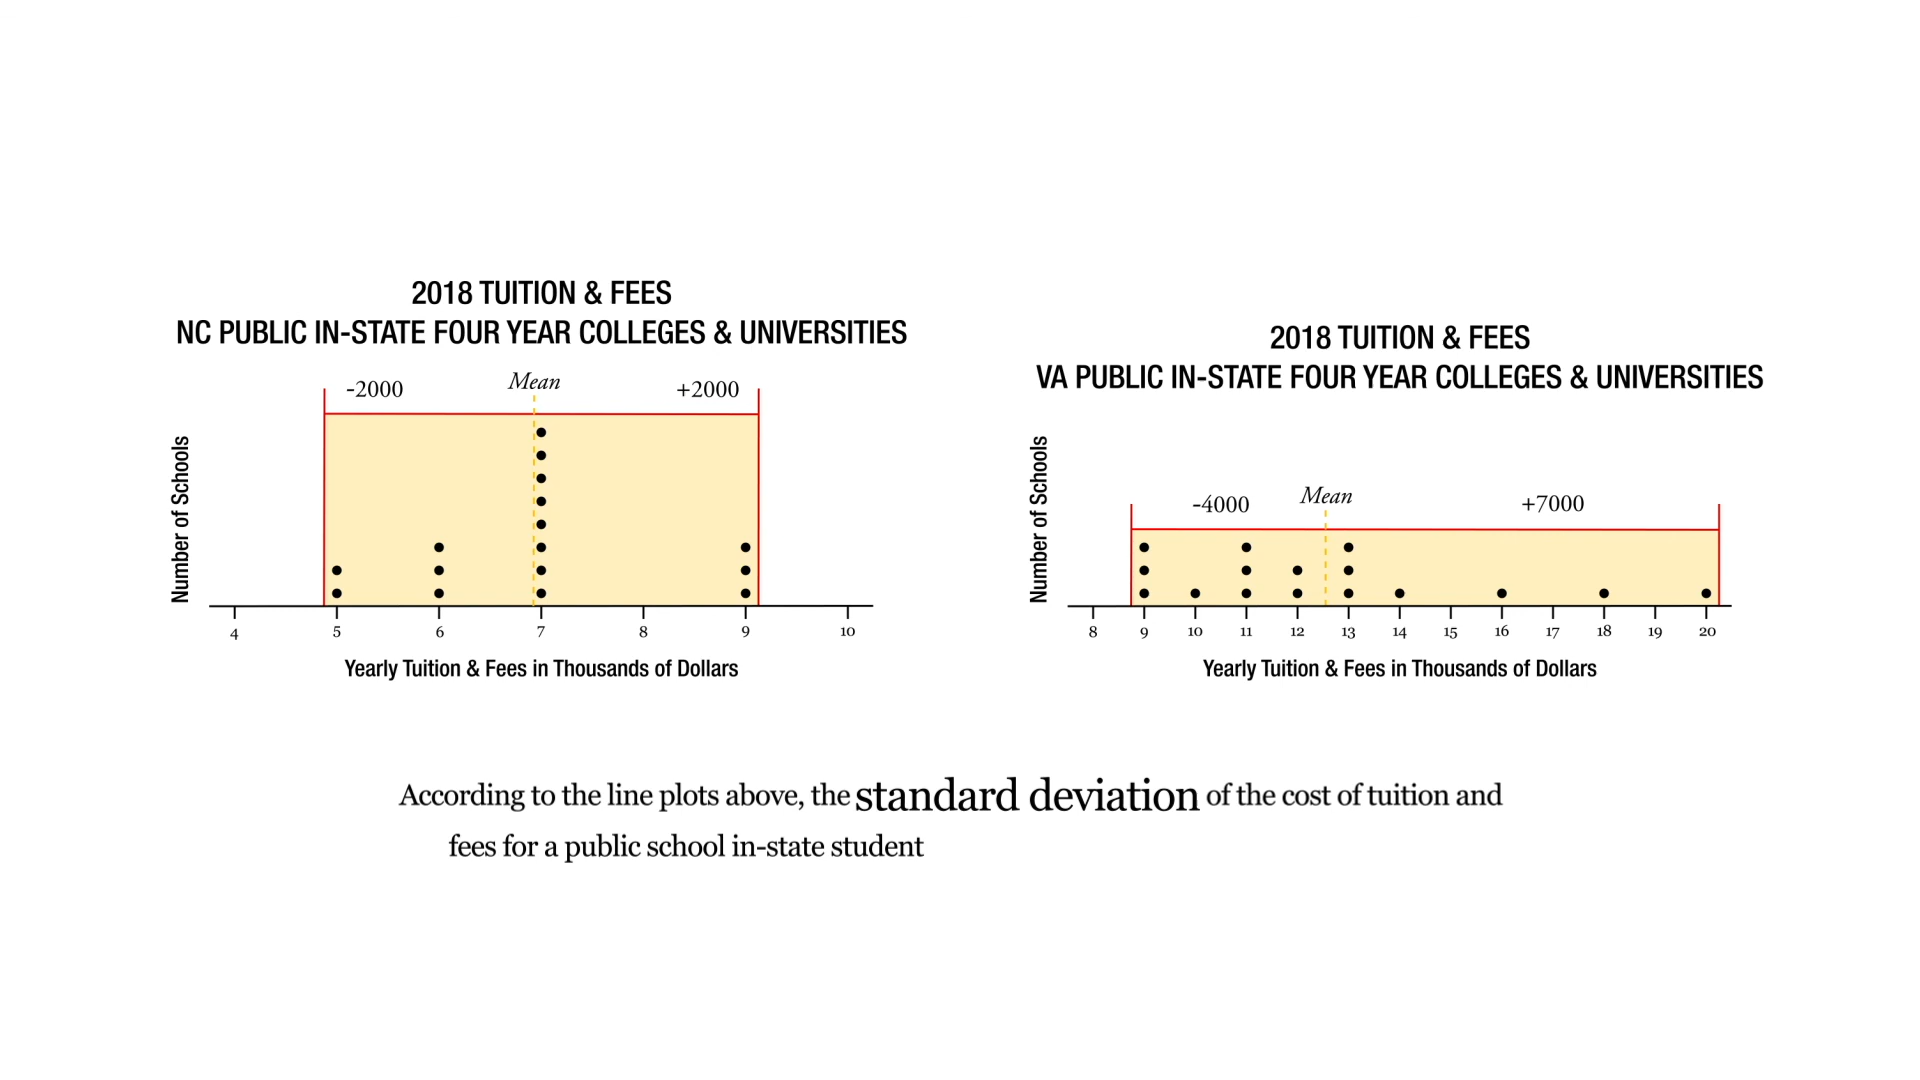 2018 TUITION & FEES
NC PUBLIC IN-STATE FOUR YEAR COLLEGES & UNIVERSITIES
-2000 Mean +2000
Number of Schools
4 5 6 7 8 9 10
Yearly Tuition & Fees in Thousands of Dollars
2018 TUITION & FEES
VA PUBLIC IN-STATE FOUR YEAR COLLEGES & UNIVERSITIES
-4000 Mean +7000
Number of Schools
8 9 10 11 12 13 14 15 16 17 18 19 20
Yearly Tuition & Fees in Thousands of Dollars
According to the line plots above, the standard deviation of the cost of tuition and
fees for a public school in-state student